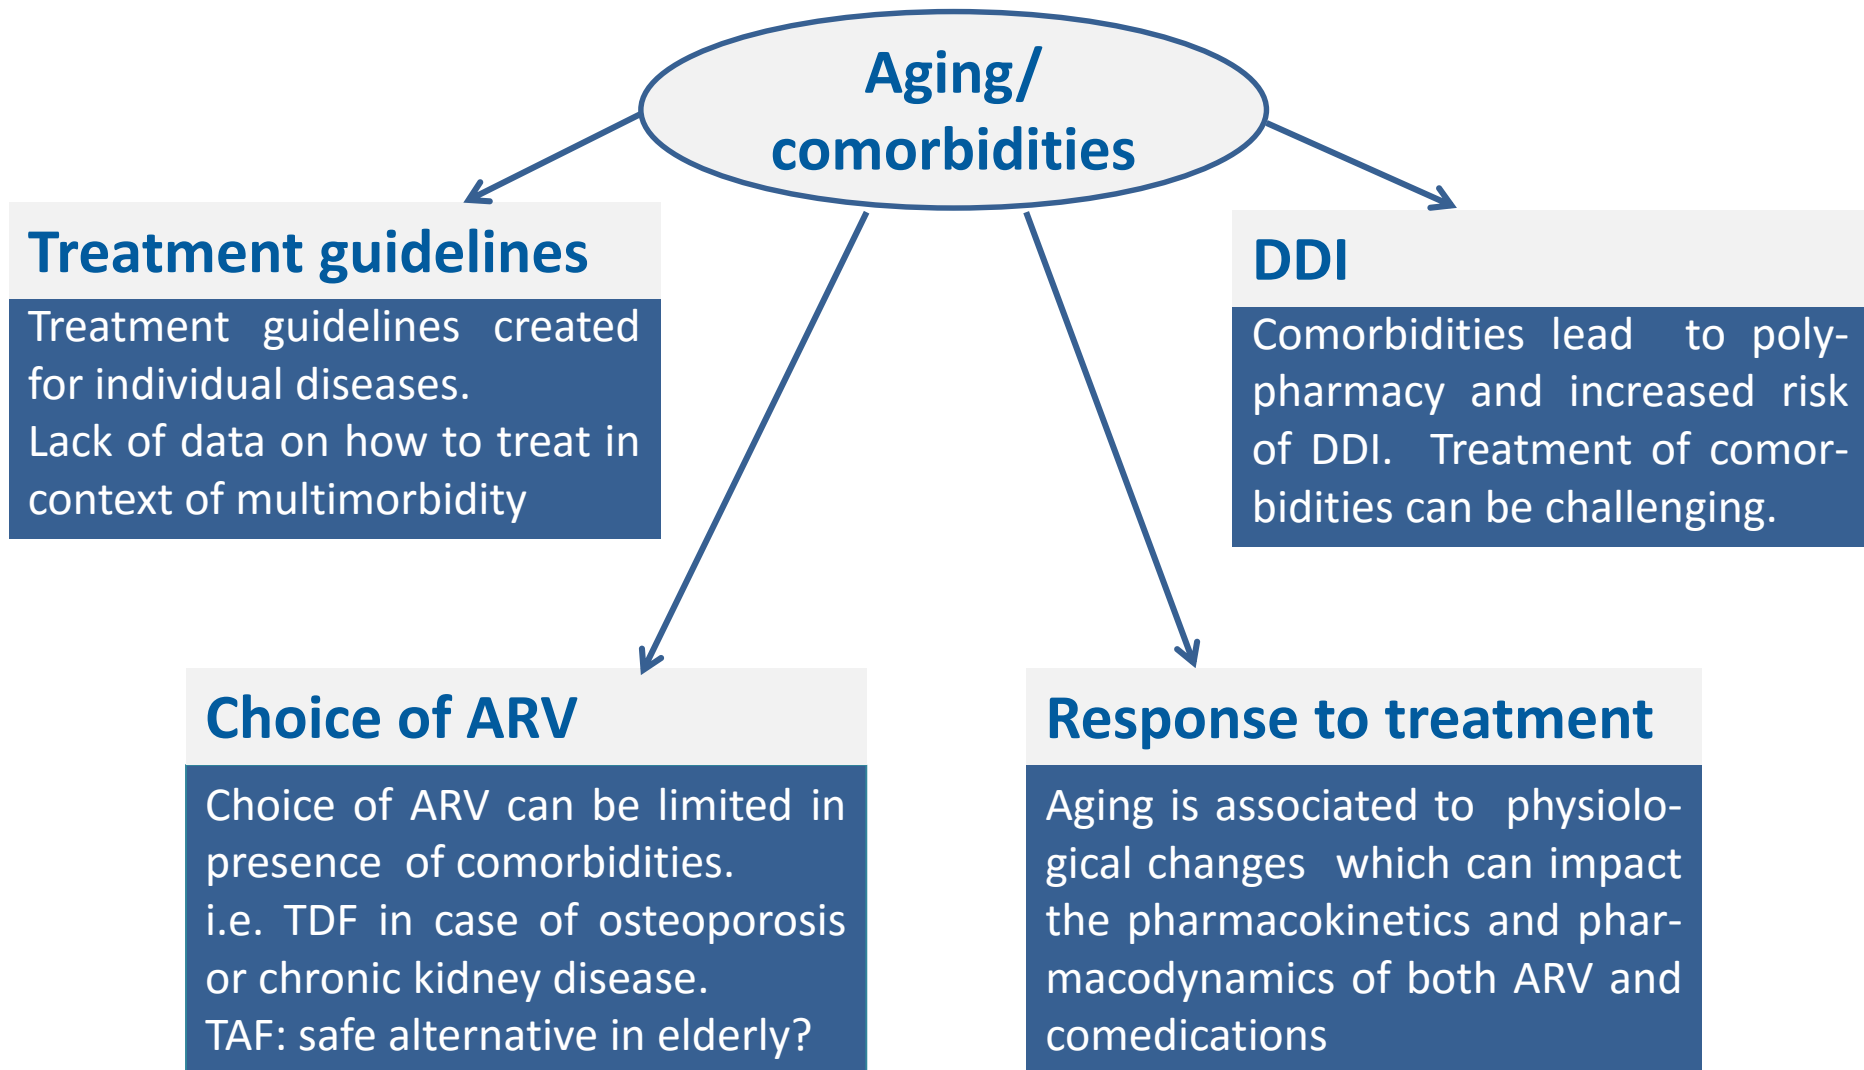 Aging/
comorbidities
Treatment guidelines
Treatment guidelines created
for individual diseases.
Lack of data on how to treat in
context of multimorbidity
DDI
Comorbidities lead to poly-
pharmacy and increased risk
of DDI. Treatment of comor-
bidities can be challenging.
Choice of ARV
Choice of ARV can be limited in
presence of comorbidities.
i.e. TDF in case of osteoporosis
or chronic kidney disease.
TAF: safe alternative in elderly?
Response to treatment
Aging is associated to physiolo-
gical changes which can impact
the pharmacokinetics and phar-
macodynamics of both ARV and
comedications